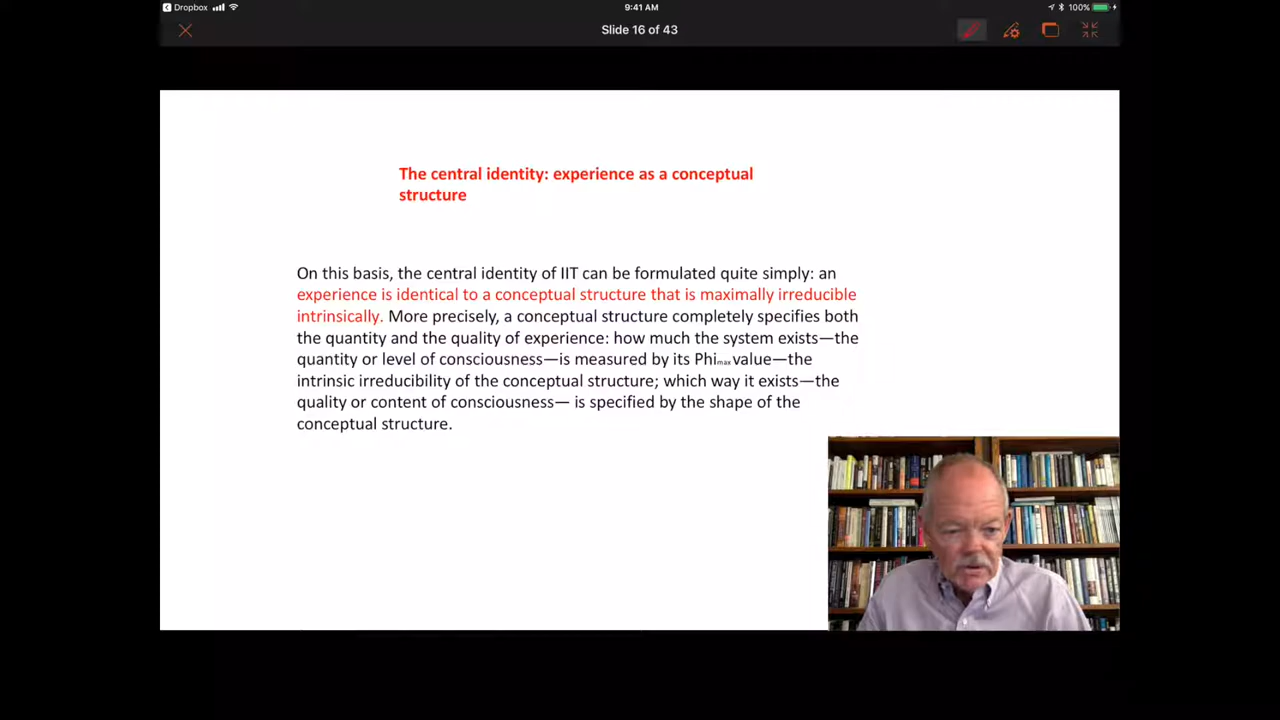 Dropbox
9:41 AM
100%
Slide 16 of 43
The central identity: experience as a conceptual
structure
On this basis, the central identity of IIT can be formulated quite simply: an
experience is identical to a conceptual structure that is maximally irreducible
intrinsically. More precisely, a conceptual structure completely specifies both
the quantity and the quality of experience: how much the system exists—the
quantity or level of consciousness—is measured by its Phimax value—the
intrinsic irreducibility of the conceptual structure; which way it exists—the
quality or content of consciousness— is specified by the shape of the
conceptual structure.